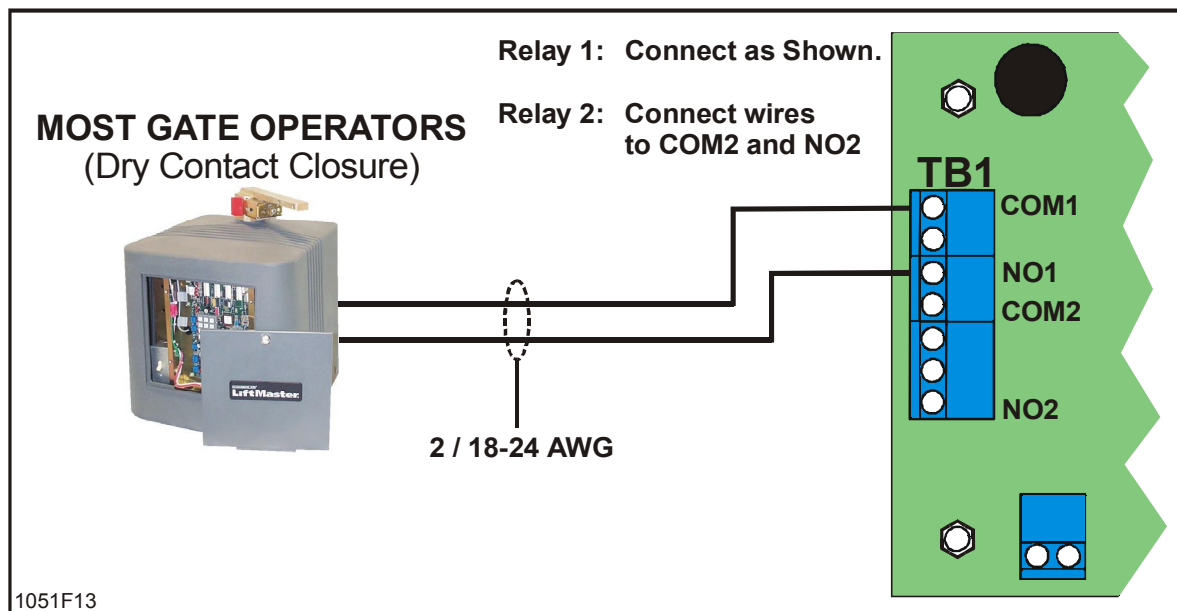 Relay 1: Connect as Shown.
Relay 2: Connect wires
to COM2 and NO2
MOST GATE OPERATORS
(Dry Contact Closure)
TB1
COM1
NO1
COM2
NO2
LiftMaster
2 / 18-24 AWG
1051F13